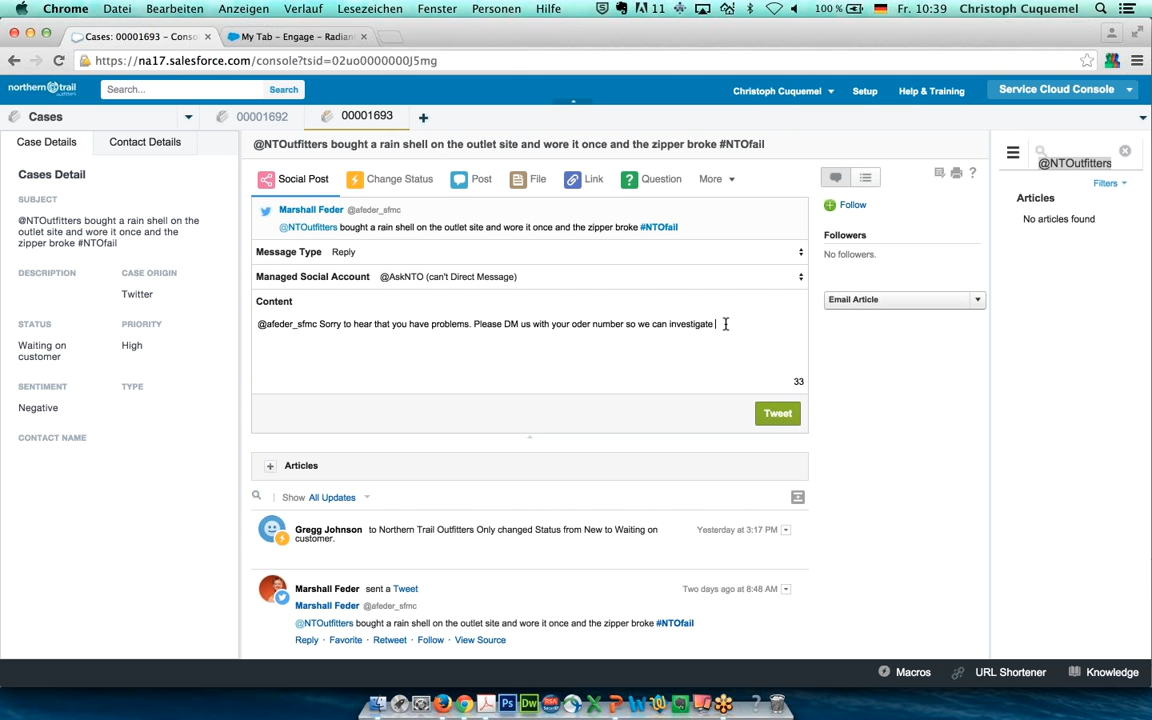 Chrome Datei Bearbeiten Anzeigen Verlauf Lesezeichen Fenster Personen Hilfe 11 100 % Fr. 10:39 Christoph Cuquemel
Cases: 00001693 - Conso × My Tab - Engage - Radian ×
https://na17.salesforce.com/console?tsid=02uo0000000J5mg
northern trail
OUTFITTERS
Search... Search
Christoph Cuquemel Setup Help & Training Service Cloud Console
Cases 00001692 00001693
Case Details Contact Details
Cases Detail
SUBJECT
@NTOutfitters bought a rain shell on the
outlet site and wore it once and the
zipper broke #NTOfail
DESCRIPTION CASE ORIGIN
Twitter
STATUS PRIORITY
Waiting on
customer
High
SENTIMENT TYPE
Negative
CONTACT NAME
@NTOutfitters bought a rain shell on the outlet site and wore it once and the zipper broke #NTOfail
Social Post Change Status Post File Link Question More
Marshall Feder @afeder_sfmc
@NTOutfitters bought a rain shell on the outlet site and wore it once and the zipper broke #NTOfail
Message Type Reply
Managed Social Account @AskNTO (can't Direct Message)
Content
@afeder_sfmc Sorry to hear that you have problems. Please DM us with your oder number so we can investigate
33
Tweet
Articles
Show All Updates
Gregg Johnson to Northern Trail Outfitters Only changed Status from New to Waiting on
customer.
Yesterday at 3:17 PM
Marshall Feder sent a Tweet Two days ago at 8:48 AM
Marshall Feder @afeder_sfmc
@NTOutfitters bought a rain shell on the outlet site and wore it once and the zipper broke #NTOfail
Reply · Favorite · Retweet · Follow · View Source
?
Follow
Followers
No followers.
Email Article
@NTOutfitters
Filters
Articles
No articles found
Macros URL Shortener Knowledge
Ps Dw